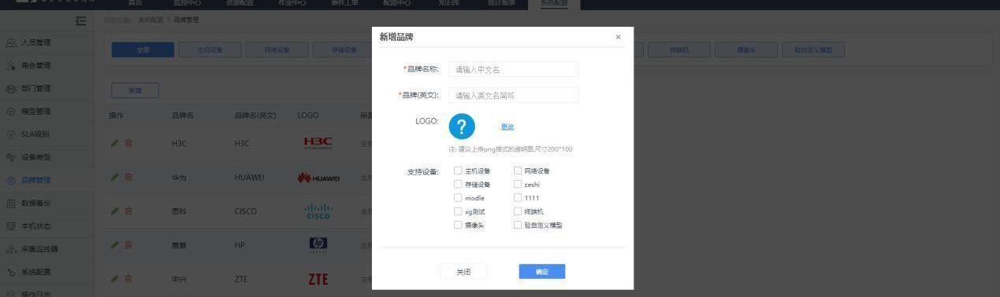 首页 监控中心 资源配置 作业中心 事件工单 配置中心 知识库 统计报表 系统配置
当前位置: 系统配置 > 品牌管理
全部 主机设备 网络设备 存储设备 终端机 摄像头 验自定义模型
新增
操作 品牌名 品牌名(英文) LOGO 所属
H3C H3C H3C 主机
华为 HUAWEI HUAWEI 主机
思科 CISCO CISCO 主机
惠普 HP hp 主机
中兴 ZTE ZTE 主机
人员管理
角色管理
部门管理
模型管理
SLA级别
设备类型
品牌管理
数据备份
本机状态
采集监控器
系统配置
操作日志
新增品牌 ×
*品牌名称: 请输入中文名
*品牌(英文): 请输入英文名简写
LOGO: ? 更改
注: 建议上传png格式的透明图,尺寸200*100
支持设备: 主机设备 网络设备
存储设备 ceshi
modle 1111
xg测试 终端机
摄像头 验自定义模型
关闭 确定